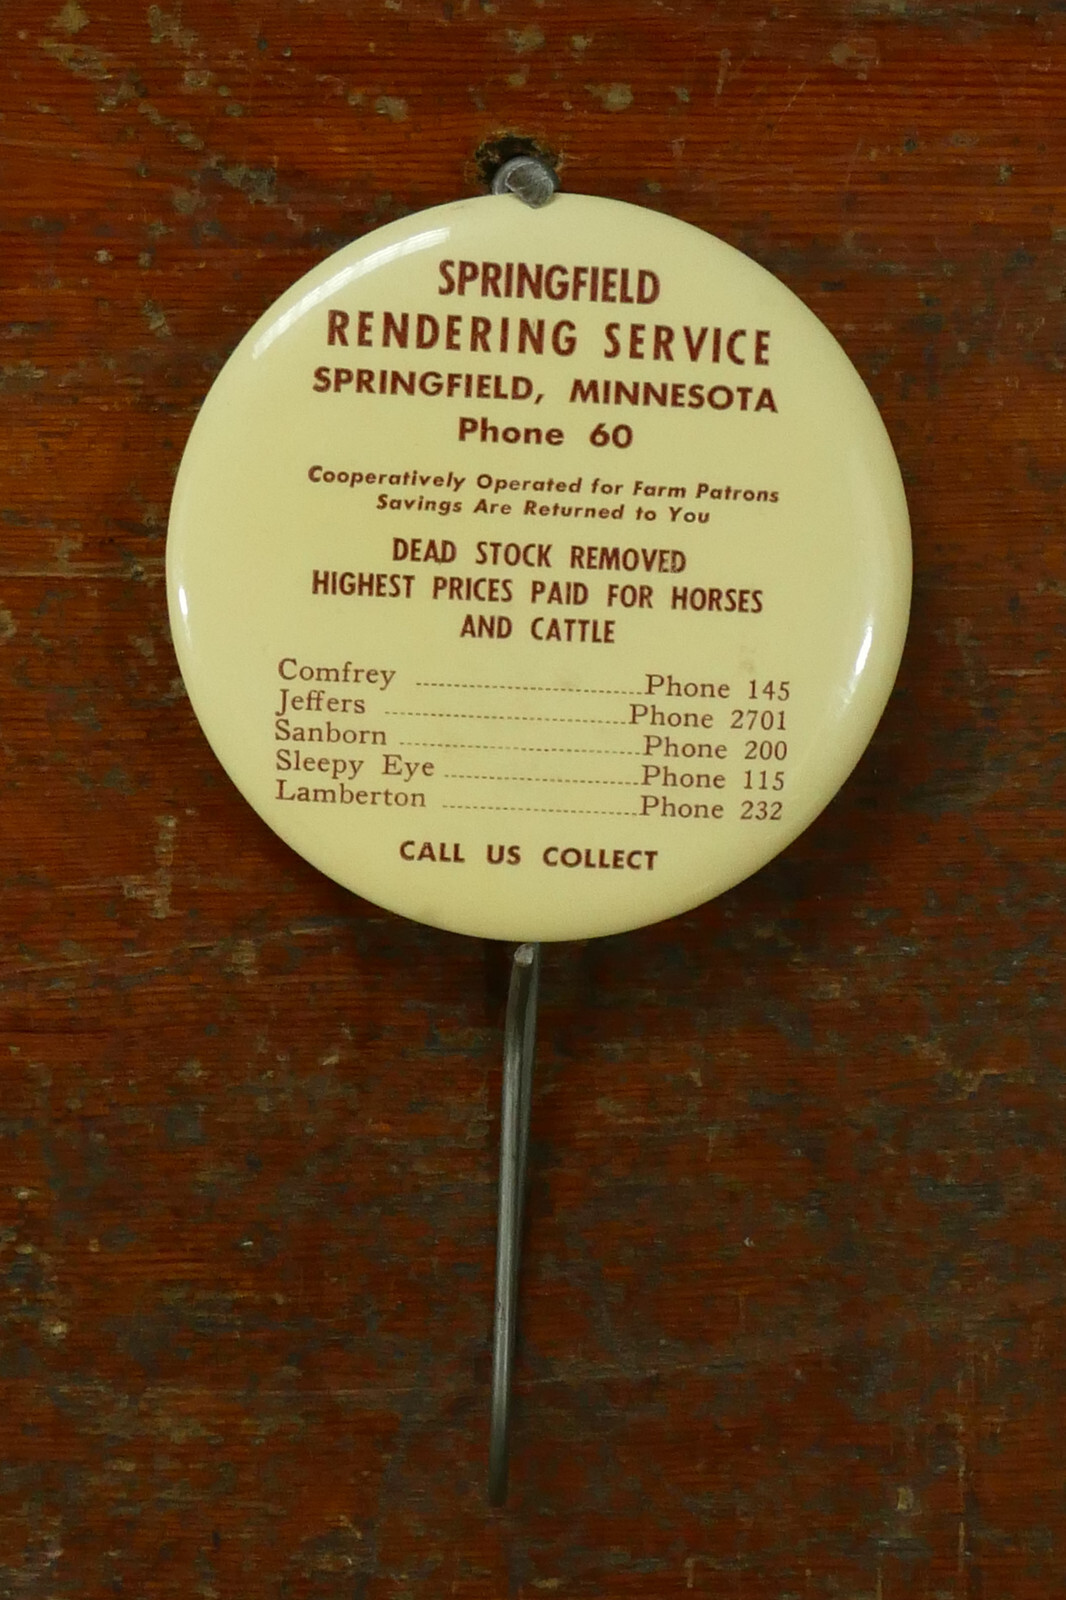 SPRINGFIELD
RENDERING SERVICE
SPRINGFIELD, MINNESOTA
Phone 60
Cooperatively Operated for Farm Patrons
Savings Are Returned to You
DEAD STOCK REMOVED
HIGHEST PRICES PAID FOR HORSES
AND CATTLE
Comfrey ........................Phone 145
Jeffers ........................Phone 2701
Sanborn ........................Phone 200
Sleepy Eye ........................Phone 115
Lamberton ........................Phone 232
CALL US COLLECT